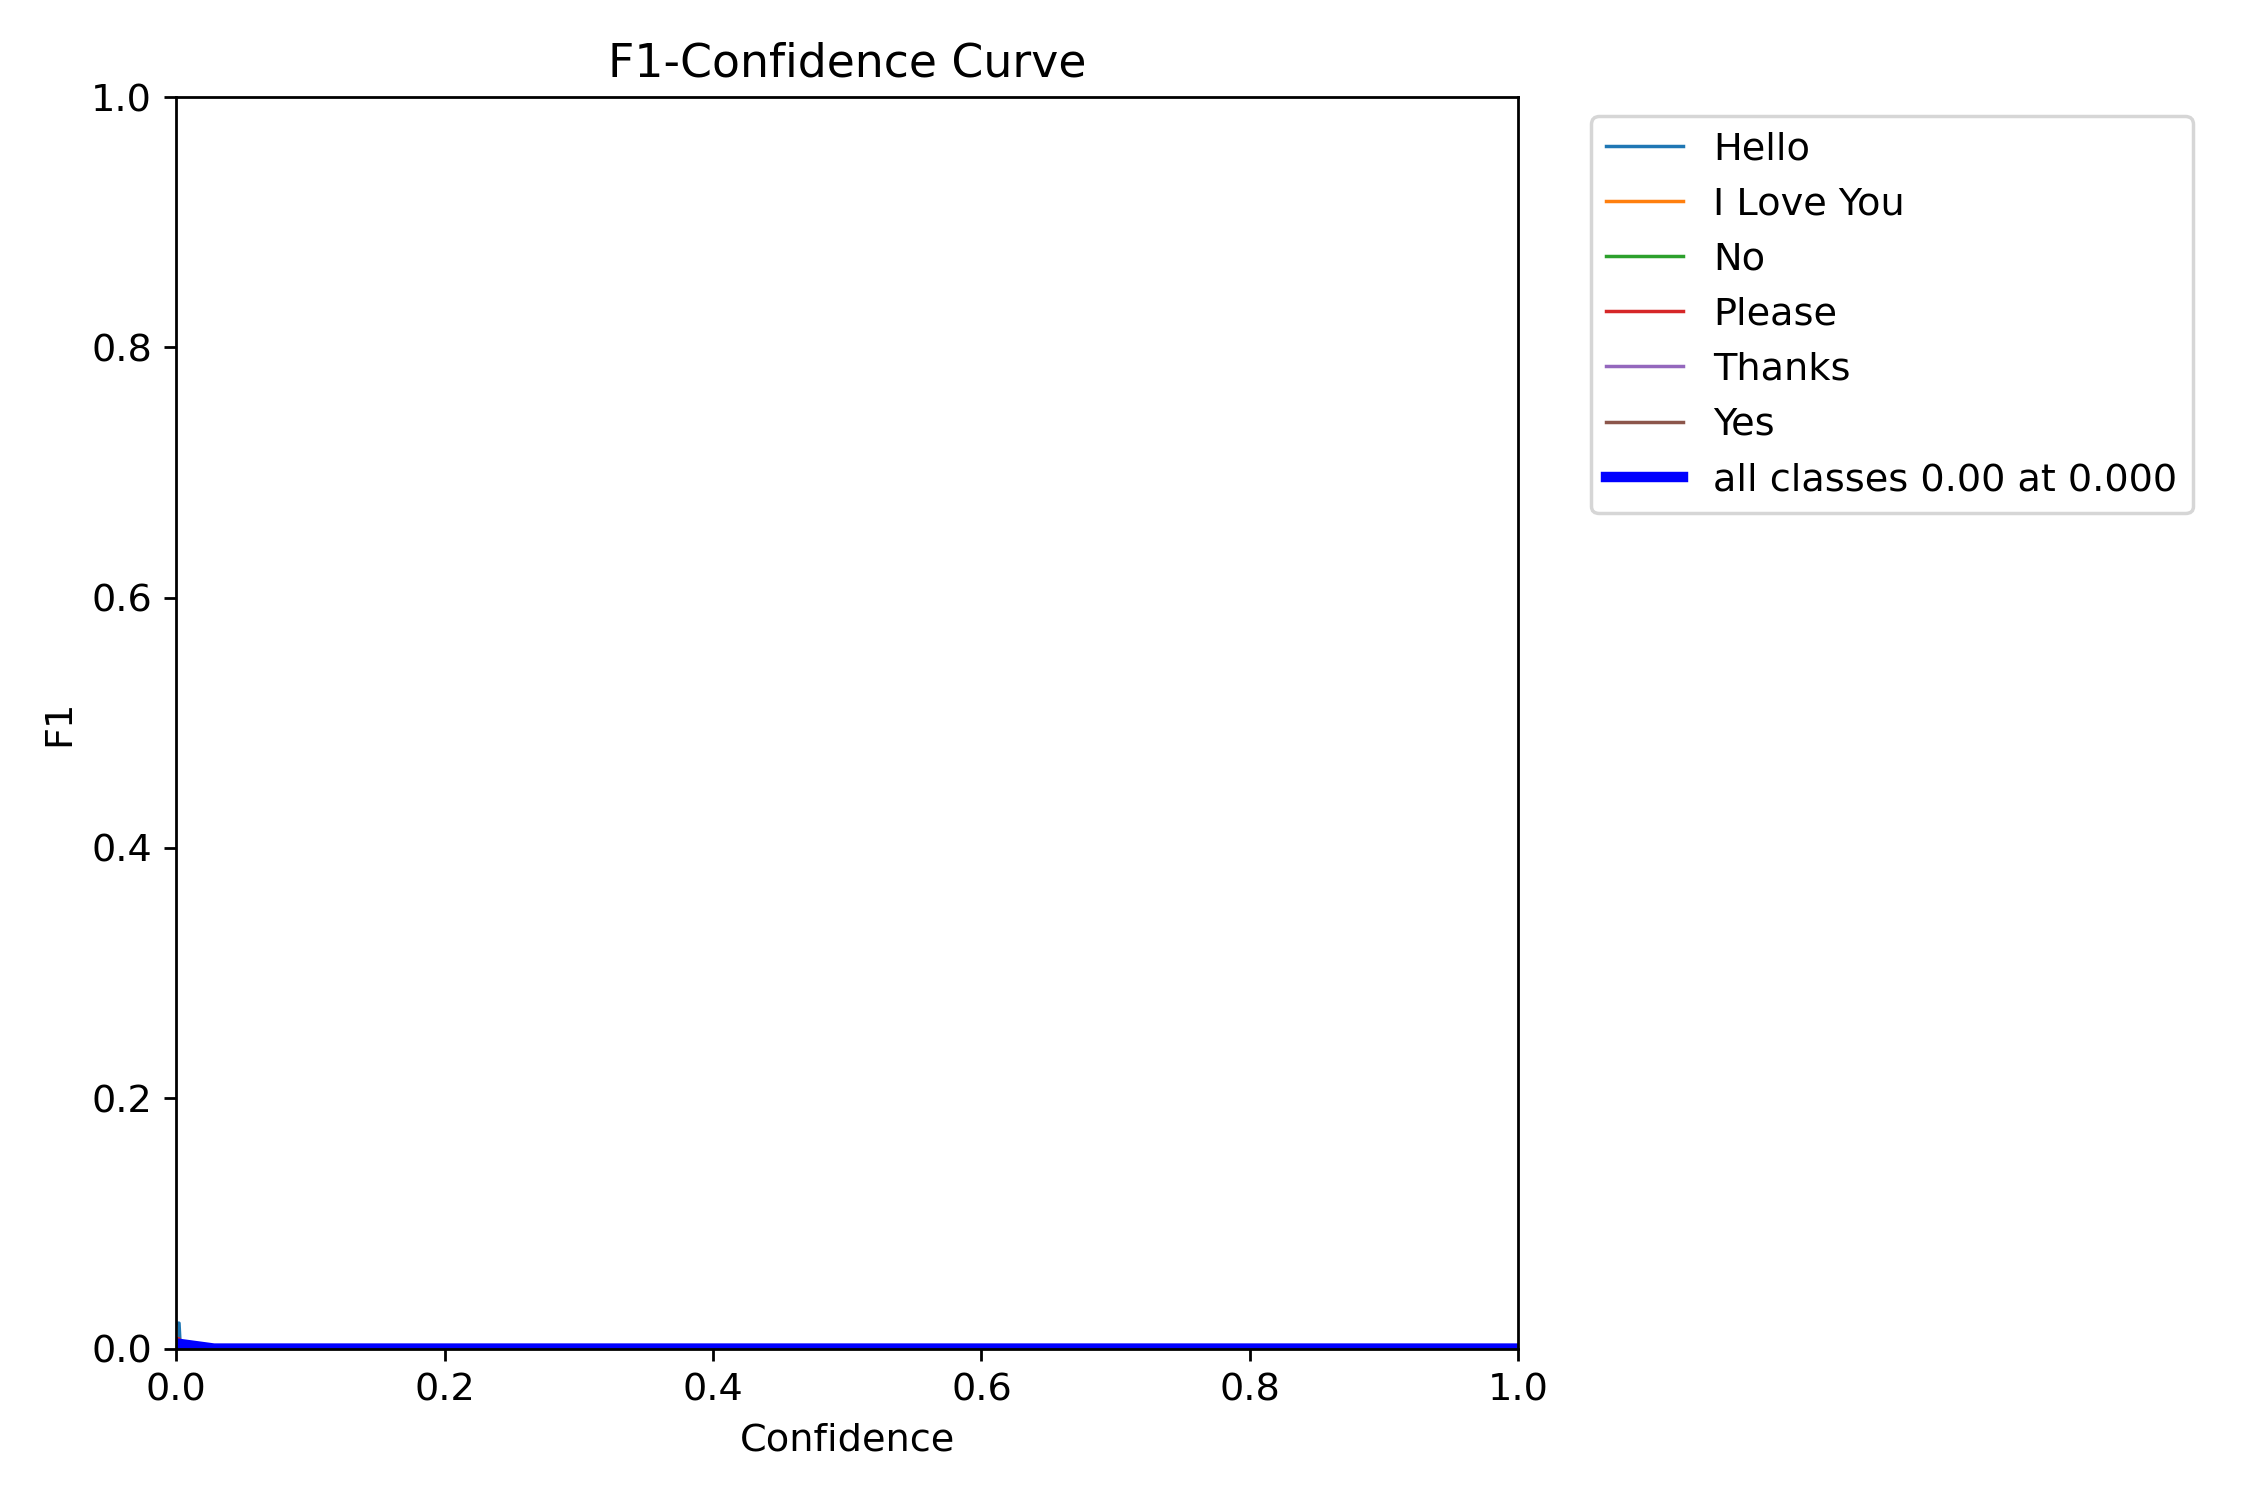 F1-Confidence Curve
1.0
0.8
0.6
0.4
0.2
0.0
F1
0.0 0.2 0.4 0.6 0.8 1.0
Confidence
Hello
I Love You
No
Please
Thanks
Yes
all classes 0.00 at 0.000